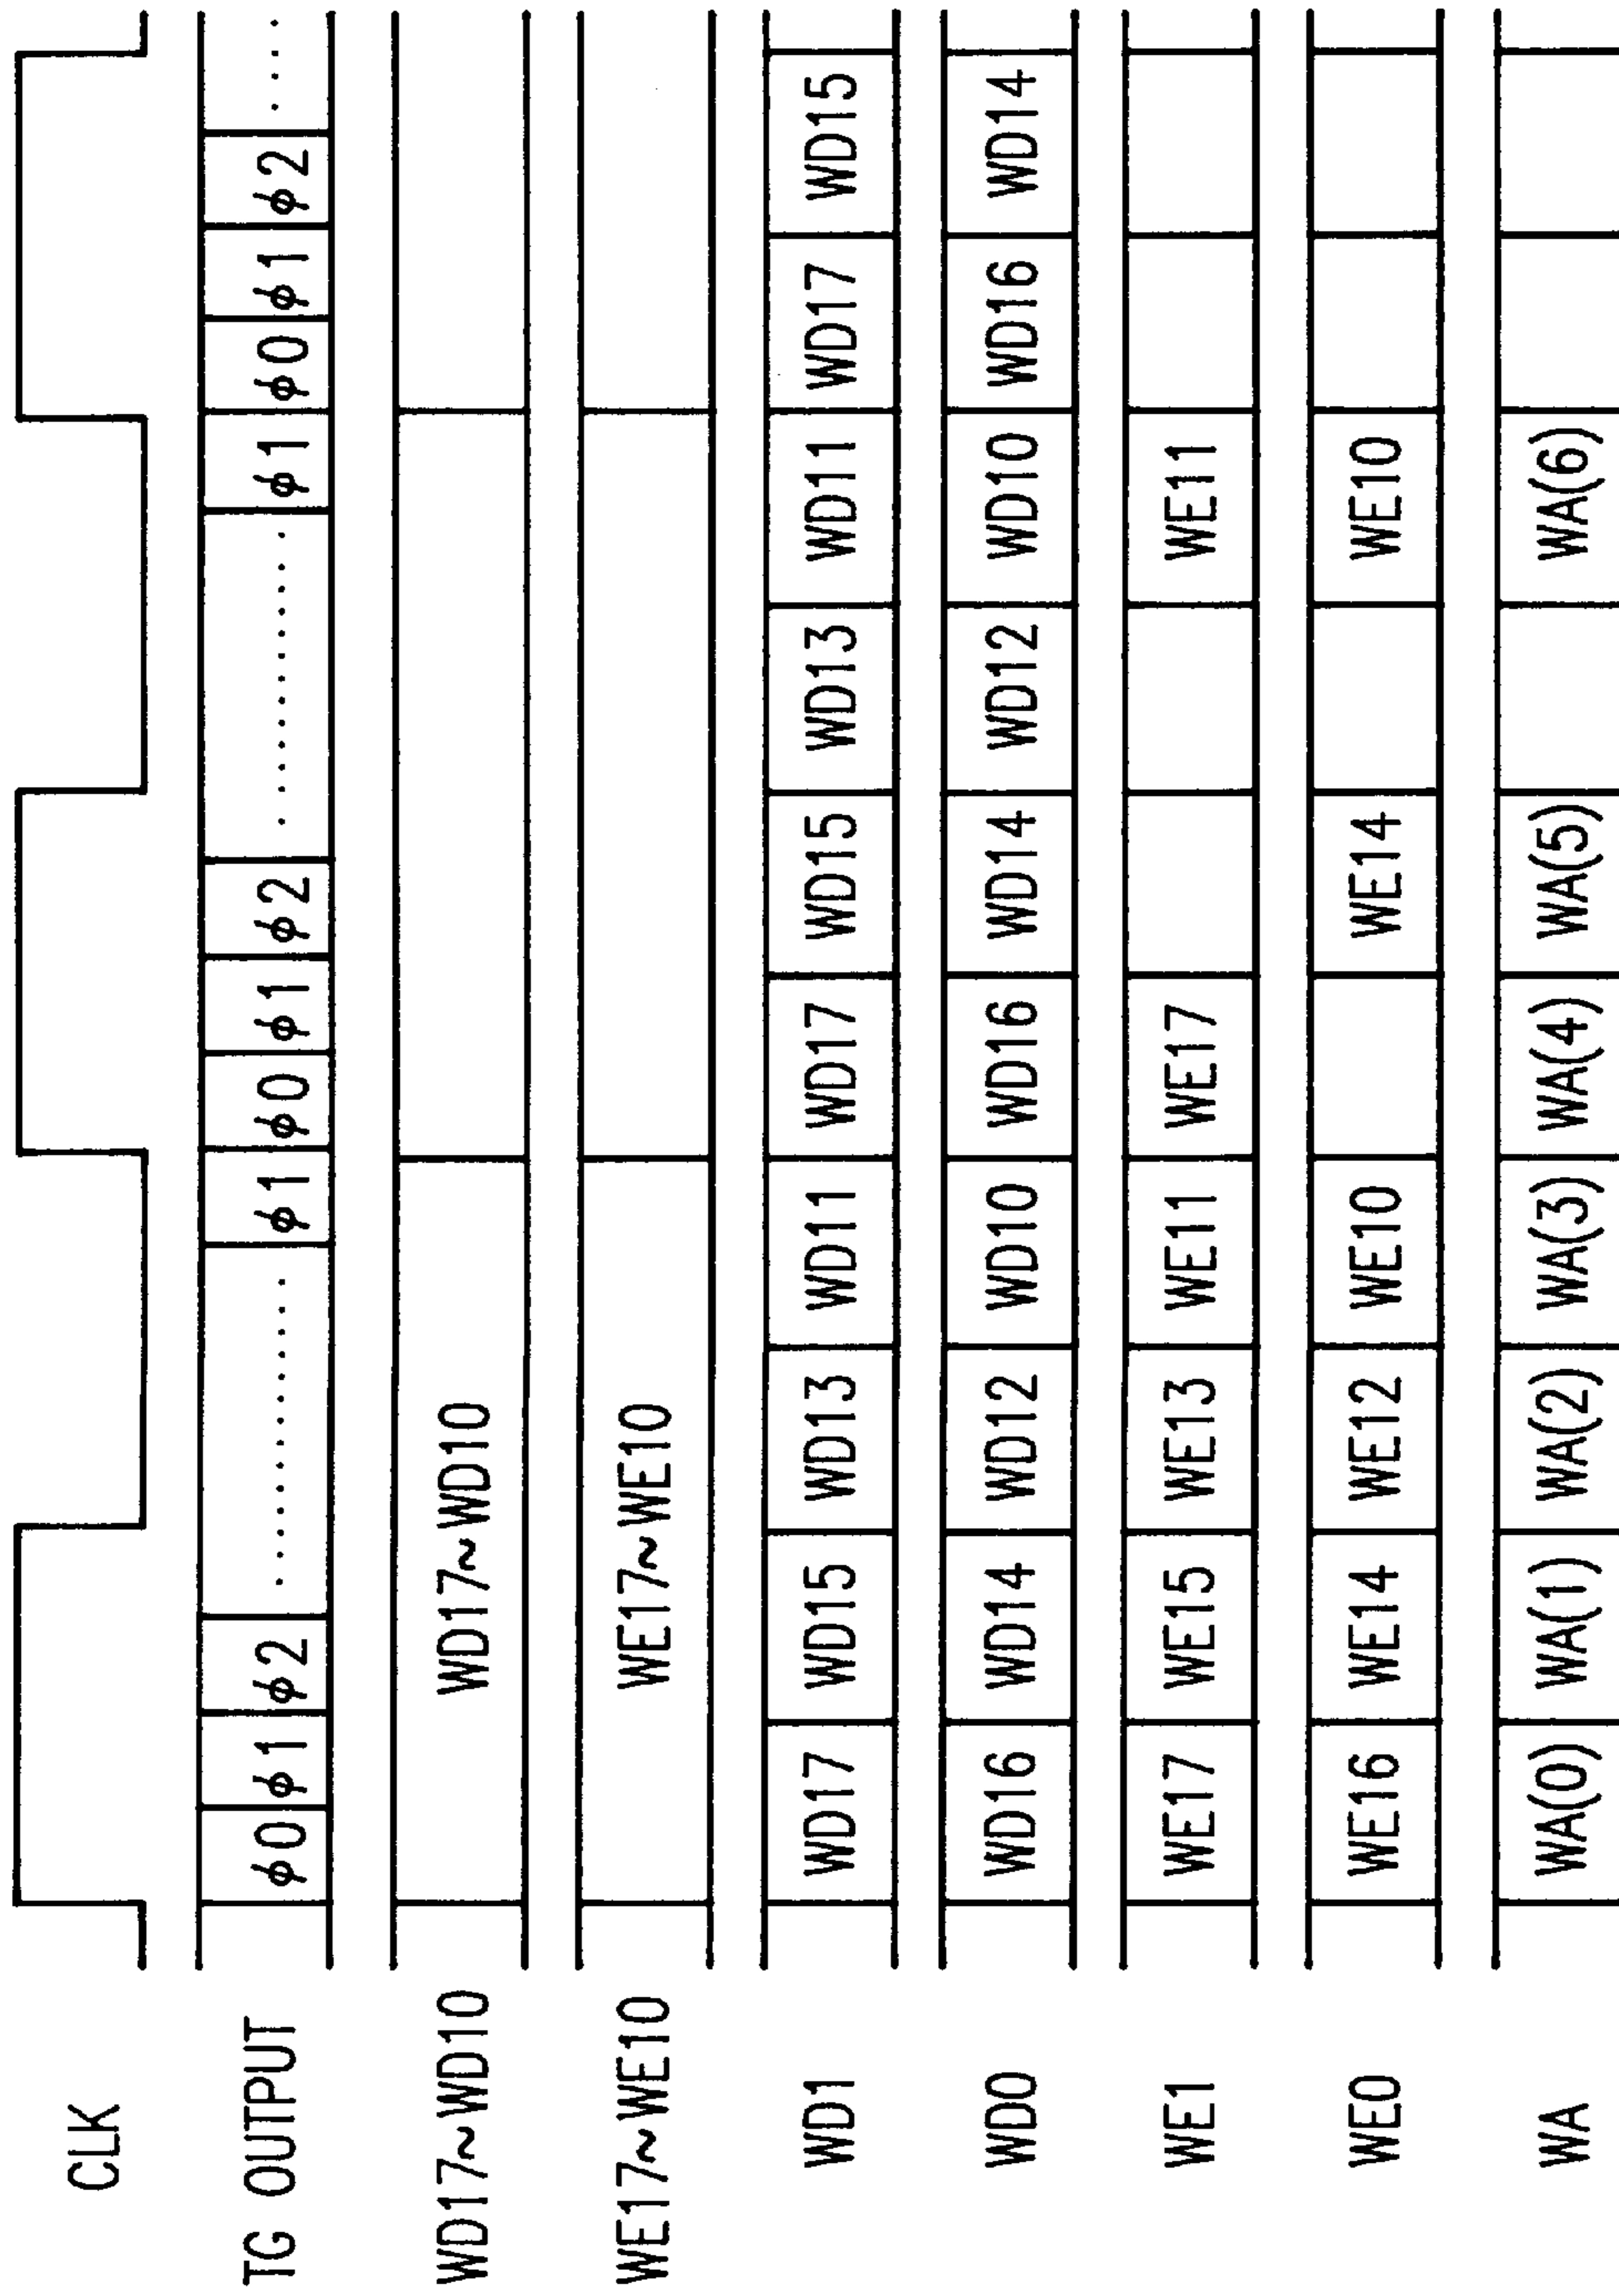 CLK
TG OUTPUT φ0 φ1 φ2 ........... φ1 φ0 φ1 φ2 ............ φ1 φ0 φ1 φ2 ....
WD17~WD10 WD17~WD10
WE17~WE10 WE17~WE10
WD1 WD17 WD15 WD13 WD11 WD17 WD15 WD13 WD11 WD17 WD15
WD0 WD16 WD14 WD12 WD10 WD16 WD14 WD12 WD10 WD16 WD14
WE1 WE17 WE15 WE13 WE11 WE17 WE11
WE0 WE16 WE14 WE12 WE10 WE14 WE10
WA WA(0) WA(1) WA(2) WA(3) WA(4) WA(5) WA(6)